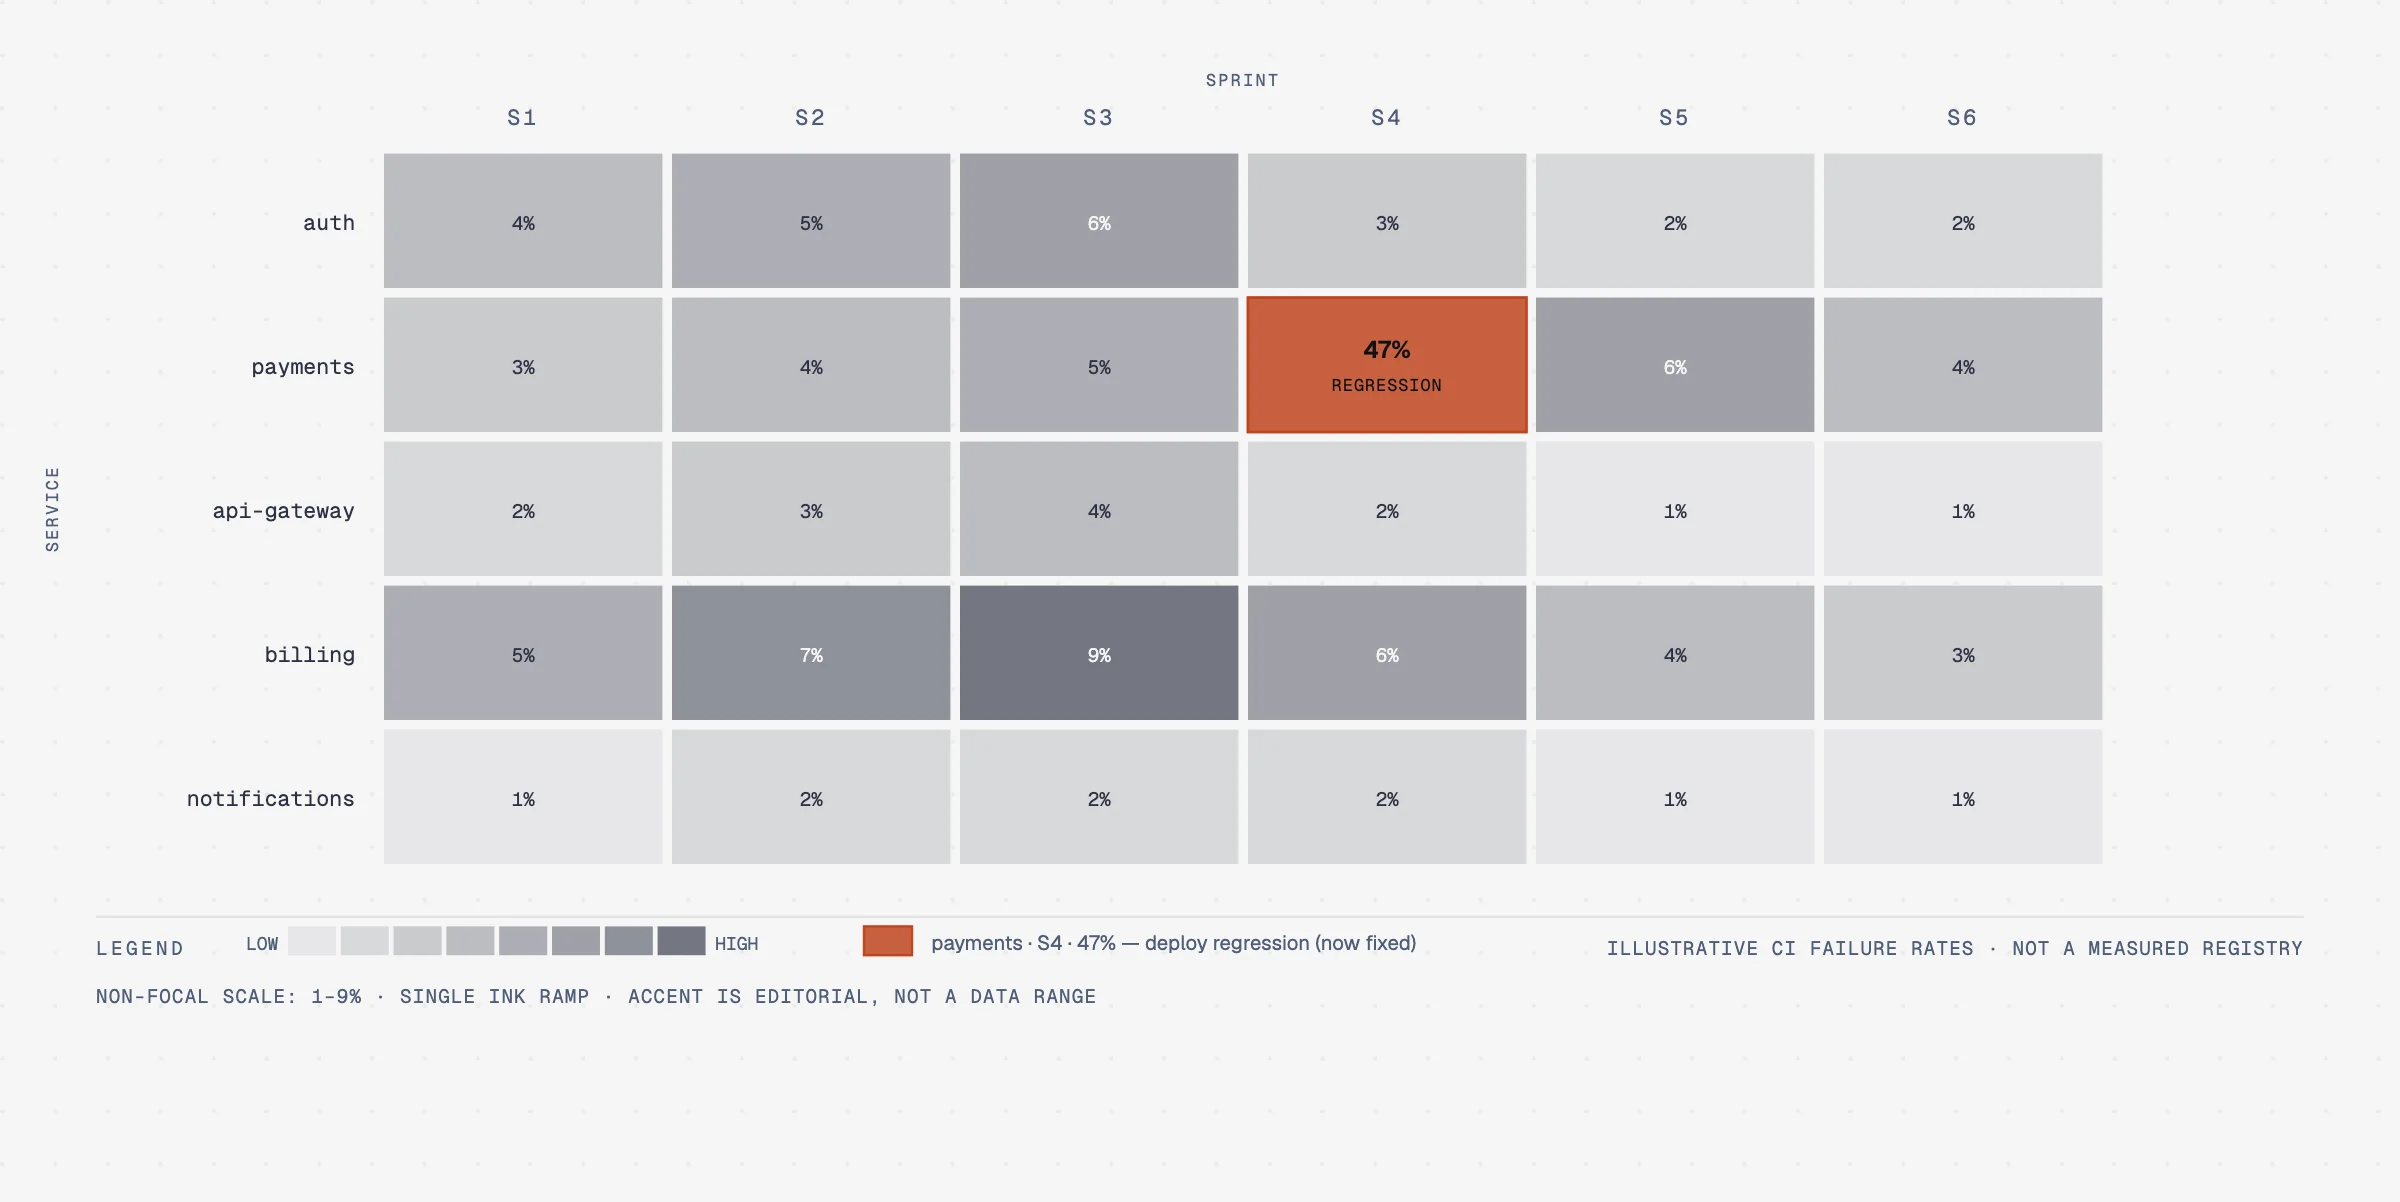 SPRINT
S1 S2 S3 S4 S5 S6
auth 4% 5% 6% 3% 2% 2%
payments 3% 4% 5% 47% 6% 4%
REGRESSION
SERVICE
api-gateway 2% 3% 4% 2% 1% 1%
billing 5% 7% 9% 6% 4% 3%
notifications 1% 2% 2% 2% 1% 1%
LEGEND LOW HIGH payments · S4 · 47% — deploy regression (now fixed) ILLUSTRATIVE CI FAILURE RATES · NOT A MEASURED REGISTRY
NON-FOCAL SCALE: 1–9% · SINGLE INK RAMP · ACCENT IS EDITORIAL, NOT A DATA RANGE